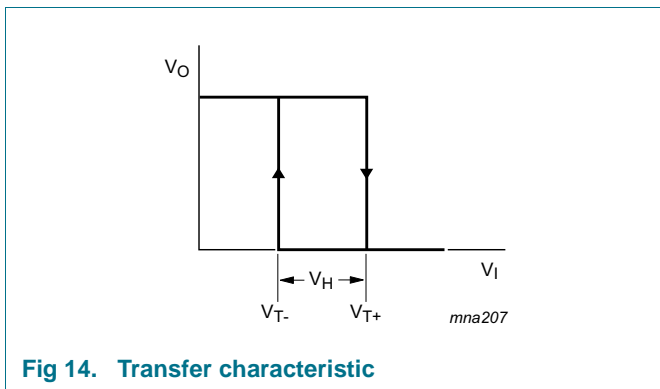 VO
VH
VI
VT-
VT+
mna207
Fig 14. Transfer characteristic